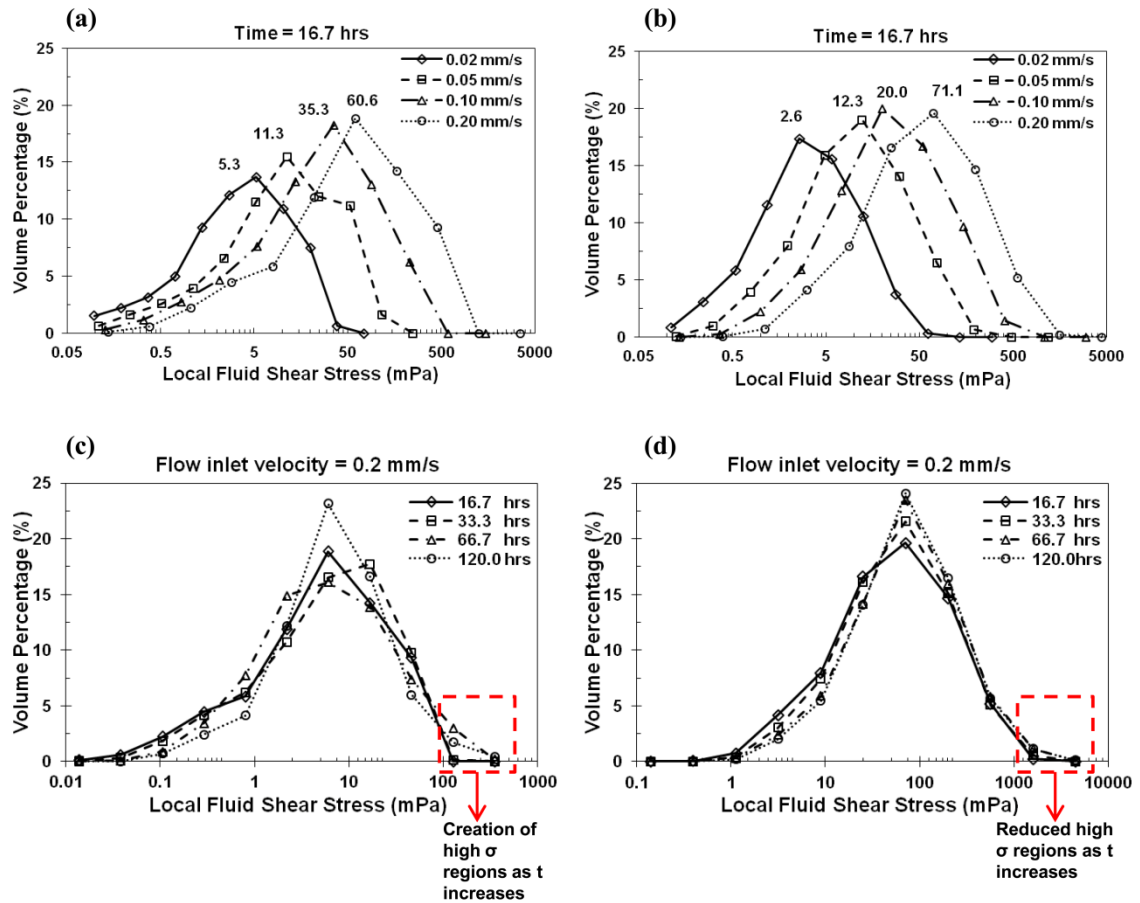 (a)
Time = 16.7 hrs
Volume Percentage (%)
25
20
15
10
5
0
0.02 mm/s
0.05 mm/s
0.10 mm/s
0.20 mm/s
5.3
11.3
35.3
60.6
0.05
0.5
5
50
500
5000
Local Fluid Shear Stress (mPa)
(b)
Time = 16.7 hrs
Volume Percentage (%)
25
20
15
10
5
0
0.02 mm/s
0.05 mm/s
0.10 mm/s
0.20 mm/s
2.6
12.3
20.0
71.1
0.05
0.5
5
50
500
5000
Local Fluid Shear Stress (mPa)
(c)
Flow inlet velocity = 0.2 mm/s
Volume Percentage (%)
25
20
15
10
5
0
16.7 hrs
33.3 hrs
66.7 hrs
120.0 hrs
0.01
0.1
1
10
100
1000
Local Fluid Shear Stress (mPa)
Creation of
high σ
regions as t
increases
(d)
Flow inlet velocity = 0.2 mm/s
Volume Percentage (%)
25
20
15
10
5
0
16.7 hrs
33.3 hrs
66.7 hrs
120.0hrs
0.1
1
10
100
1000
10000
Local Fluid Shear Stress (mPa)
Reduced high
σ regions as t
increases